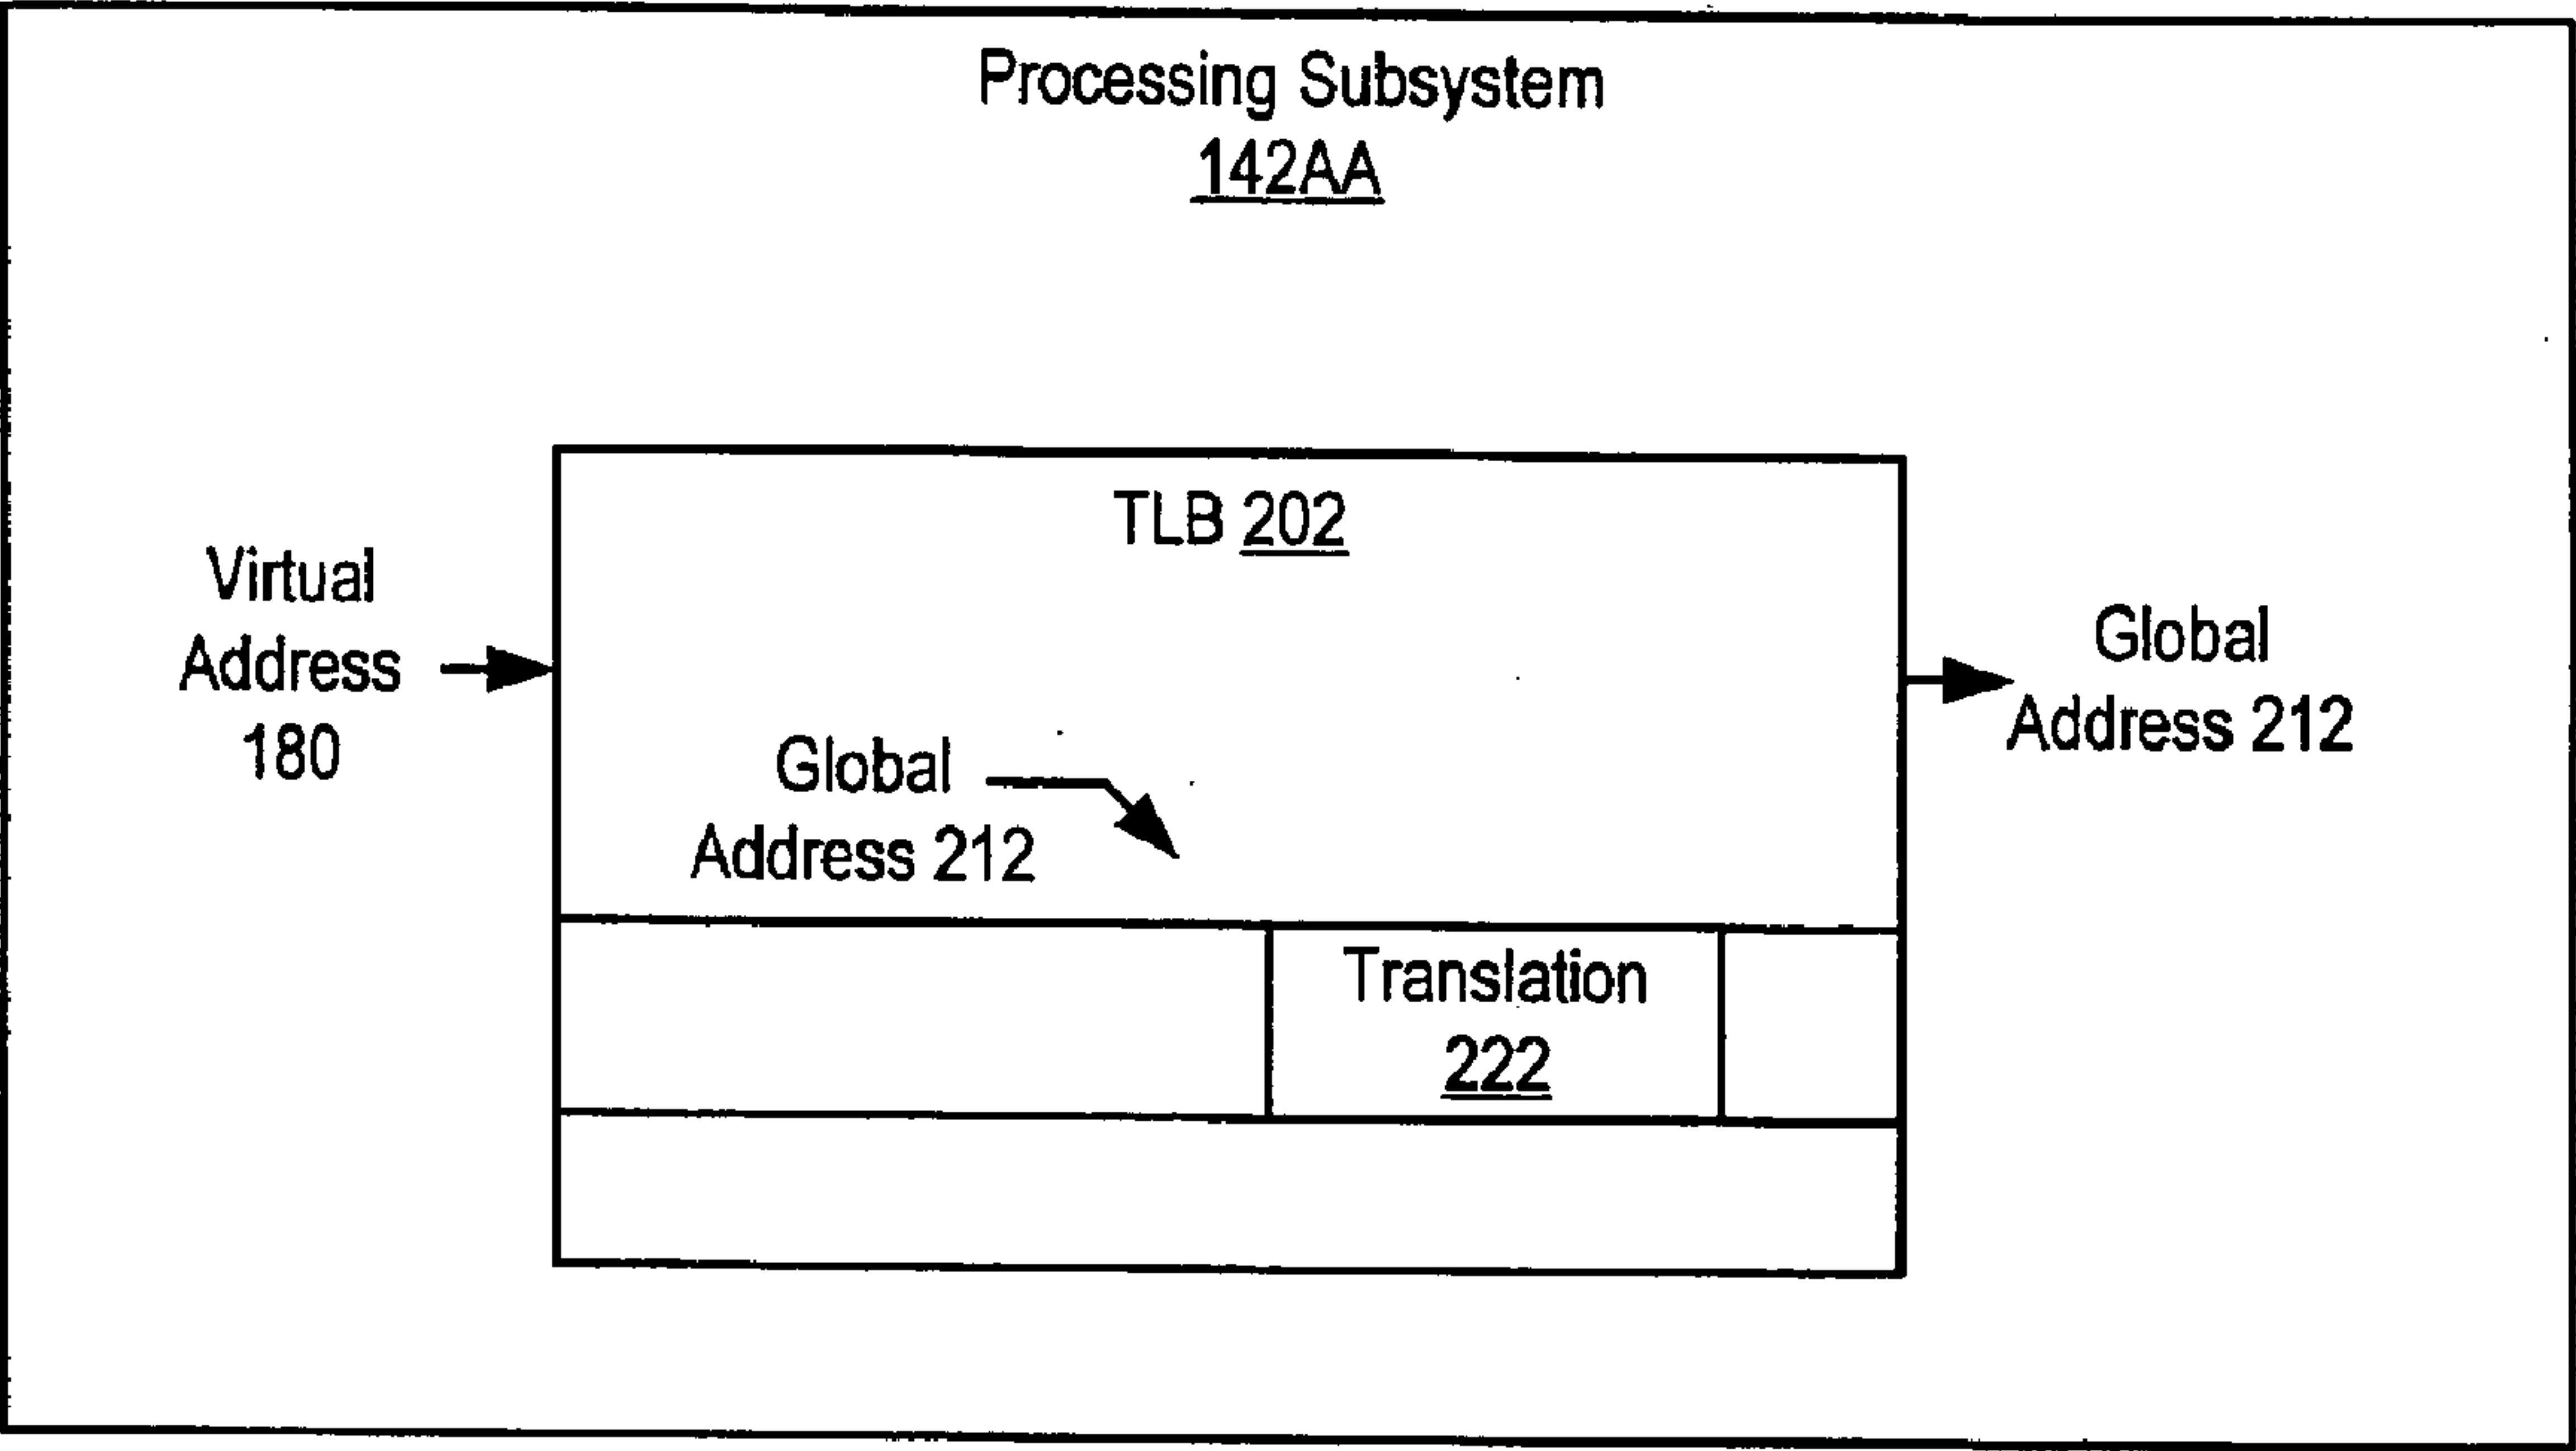 Processing Subsystem
142AA
TLB 202
Virtual
Address
180
Global
Address 212
Global
Address 212
Translation
222